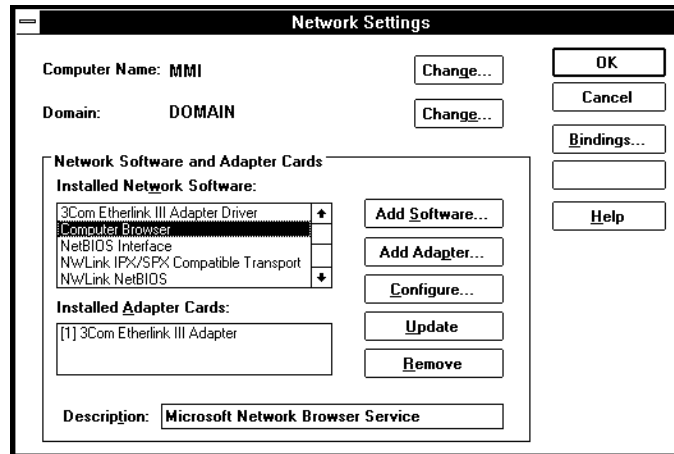 Network Settings
Computer Name: MMI
Change...
OK
Cancel
Domain: DOMAIN
Change...
Bindings...
Network Software and Adapter Cards
Installed Network Software:
3Com Etherlink III Adapter Driver
Computer Browser
NetBIOS Interface
NWLink IPX/SPX Compatible Transport
NWLink NetBIOS
Add Software...
Help
Add Adapter...
Configure...
Installed Adapter Cards:
[1] 3Com Etherlink III Adapter
Update
Remove
Description: Microsoft Network Browser Service